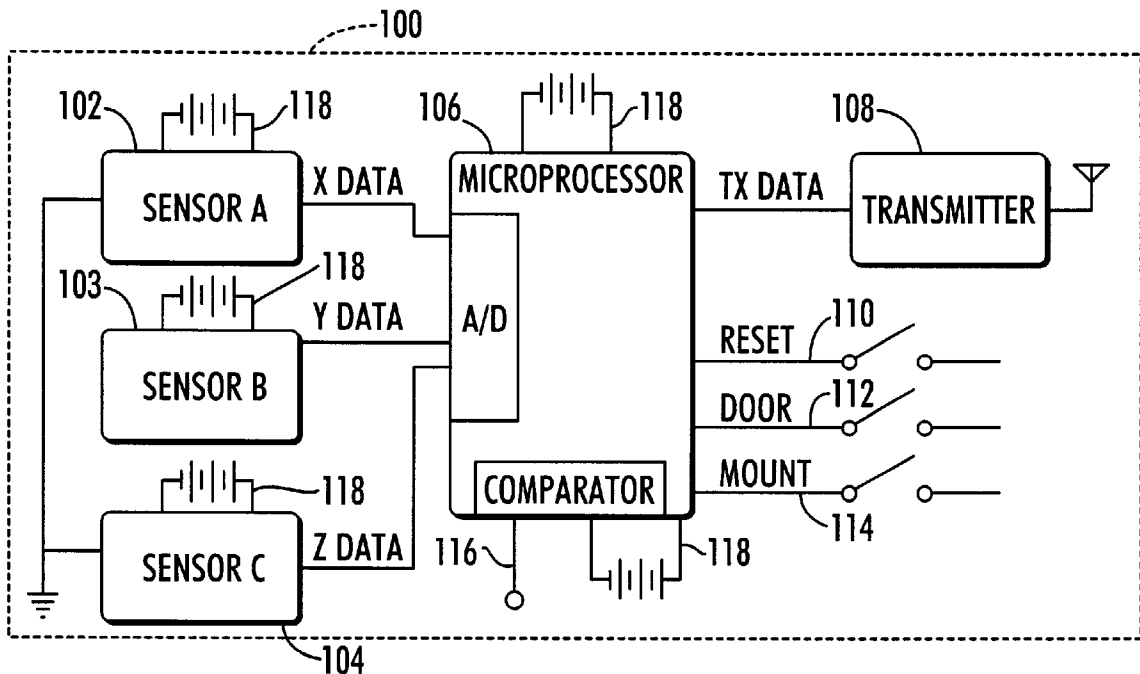 100
102
118
106
118
108
SENSOR A
X DATA
MICROPROCESSOR
TX DATA
TRANSMITTER
103
118
SENSOR B
Y DATA
A/D
RESET
110
DOOR
112
MOUNT
114
118
SENSOR C
Z DATA
COMPARATOR
116
118
104